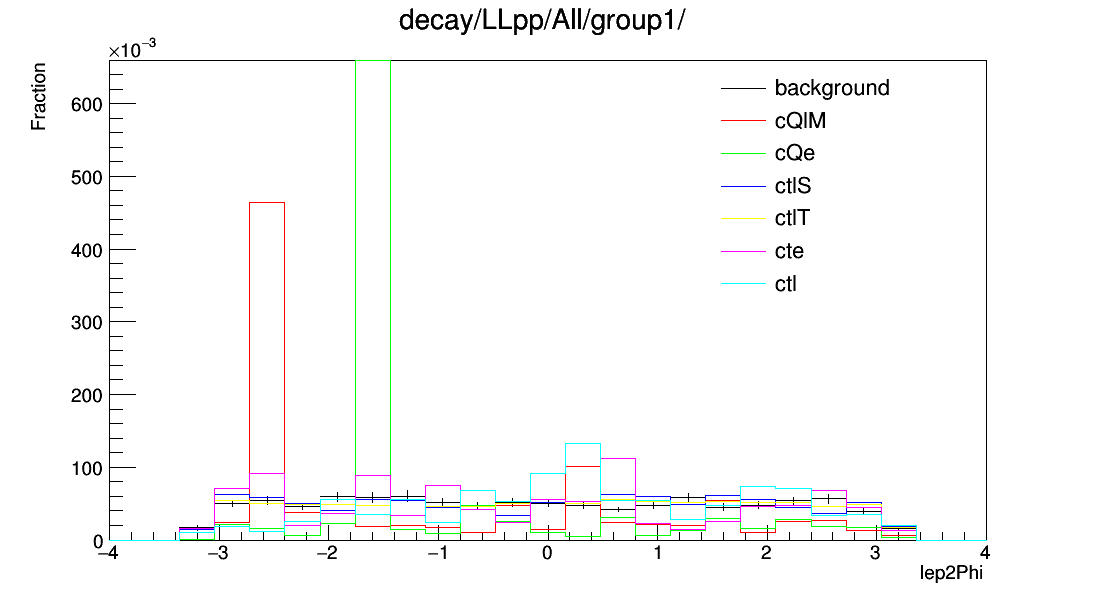 decay/LLpp/All/group1/
×10−3
Fraction
600
500
400
300
200
100
0
background
cQlM
cQe
ctlS
ctlT
cte
ctl
−4 −3 −2 −1 0 1 2 3 4
lep2Phi